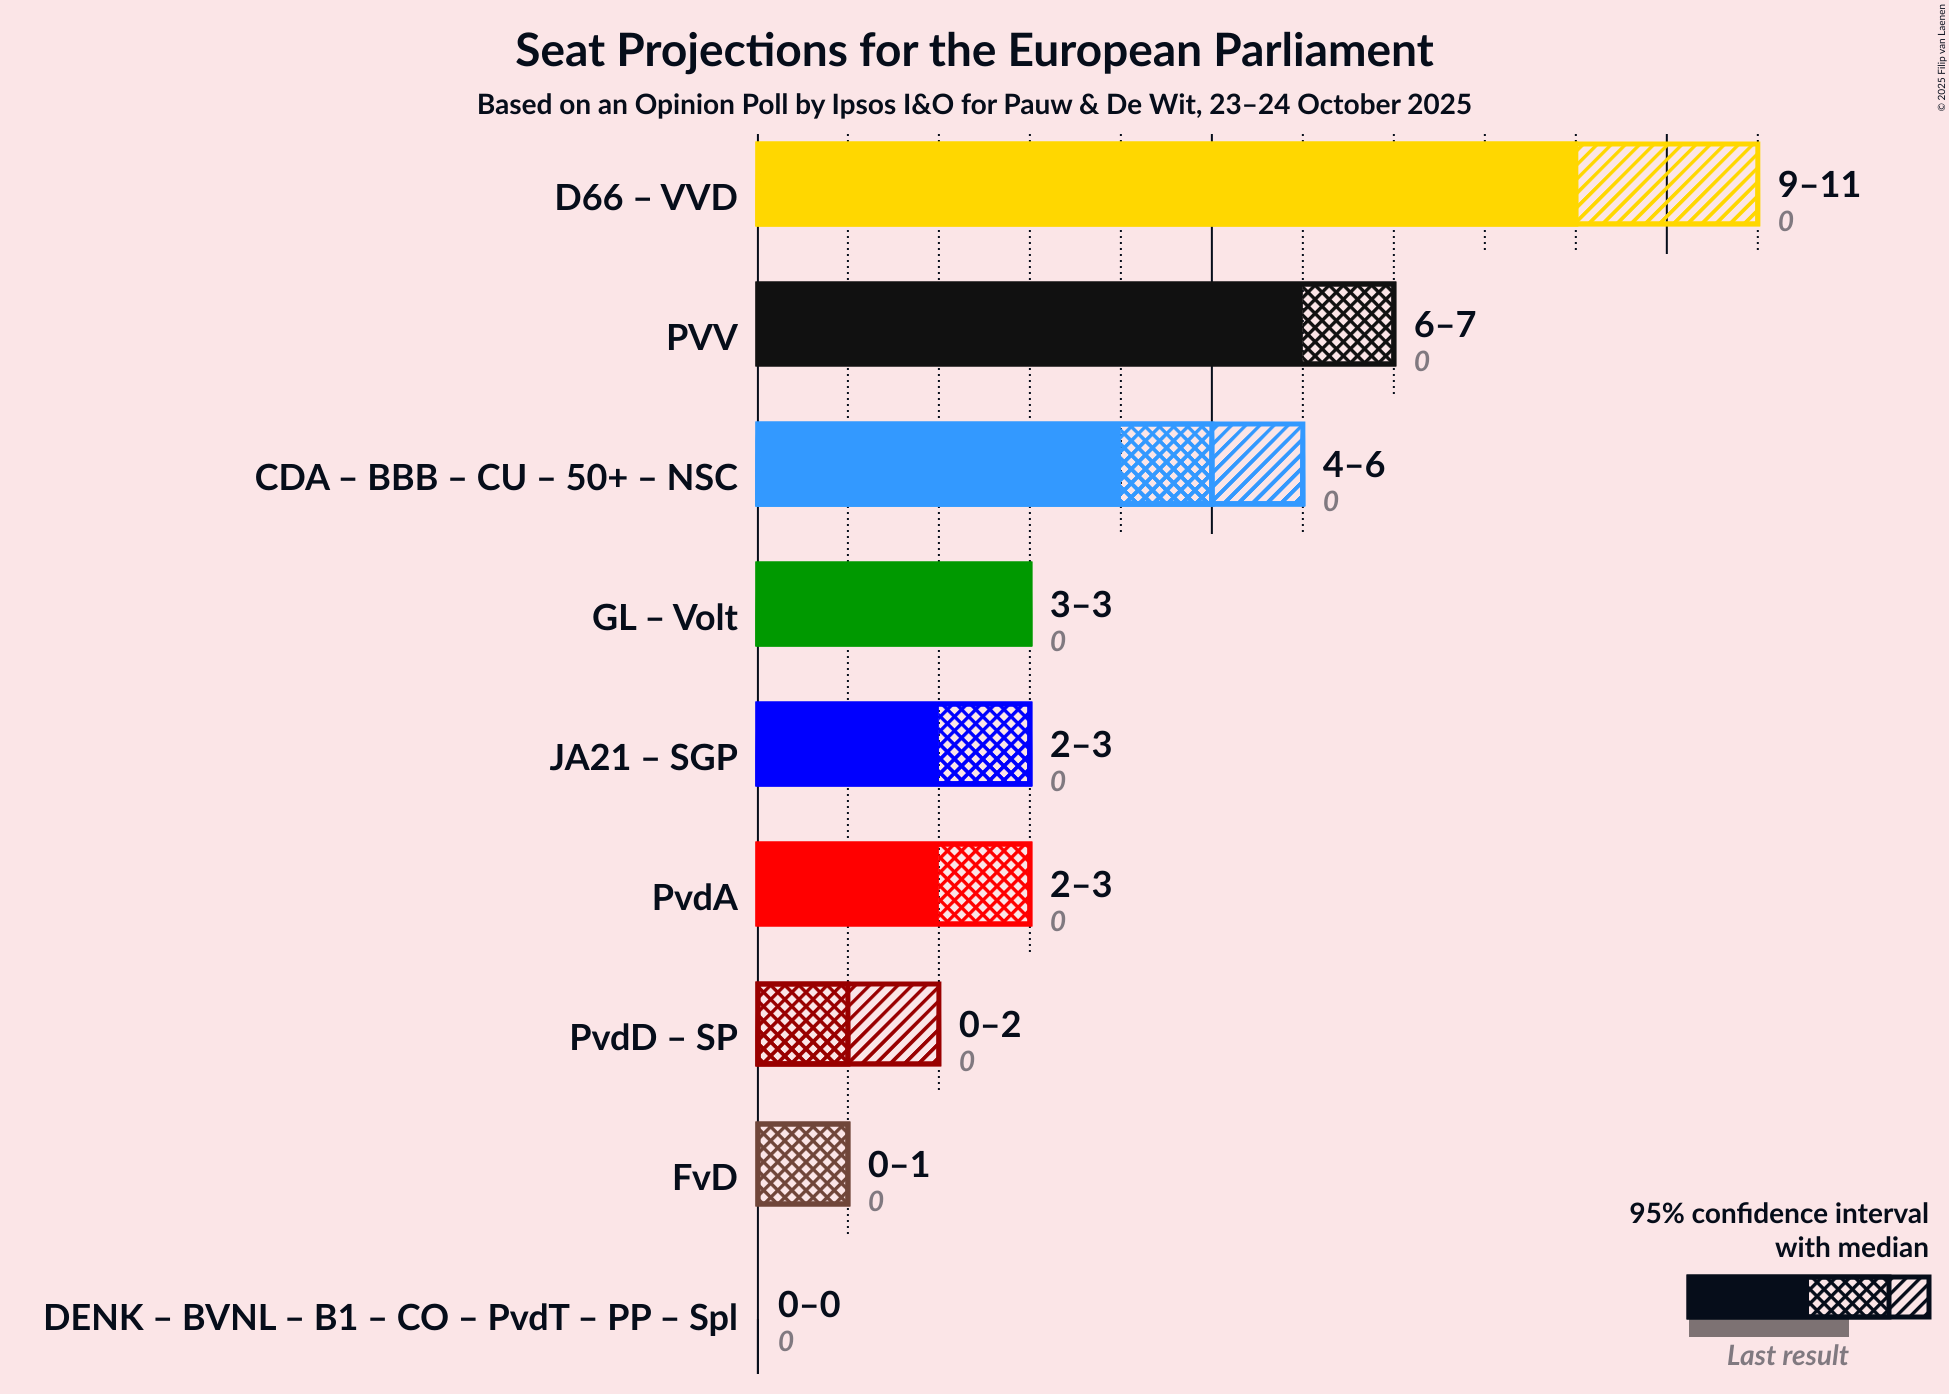 Seat Projections for the European Parliament
Based on an Opinion Poll by Ipsos I&O for Pauw & De Wit, 23–24 October 2025
© 2025 Filip van Laenen
D66 – VVD
9–11
0
PVV
6–7
0
CDA – BBB – CU – 50+ – NSC
4–6
0
GL – Volt
3–3
0
JA21 – SGP
2–3
0
PvdA
2–3
0
PvdD – SP
0–2
0
FvD
0–1
0
DENK – BVNL – B1 – CO – PvdT – PP – Spl
0–0
0
95% confidence interval
with median
Last result